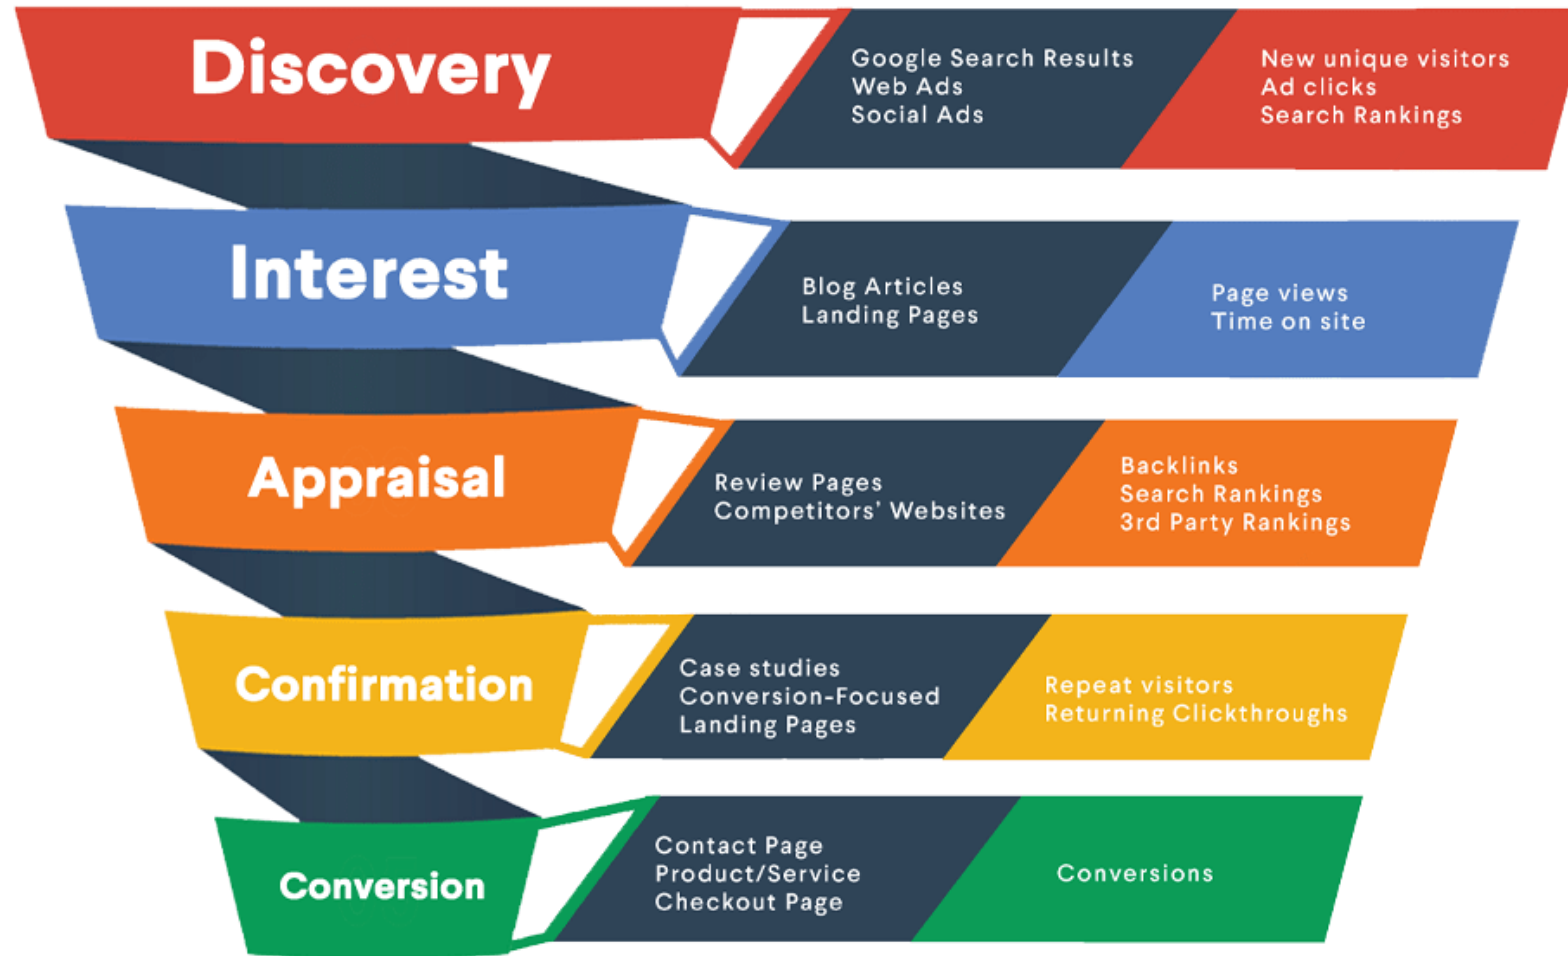 Discovery
Google Search Results
Web Ads
Social Ads
New unique visitors
Ad clicks
Search Rankings
Interest
Blog Articles
Landing Pages
Page views
Time on site
Appraisal
Review Pages
Competitors' Websites
Backlinks
Search Rankings
3rd Party Rankings
Confirmation
Case studies
Conversion-Focused
Landing Pages
Repeat visitors
Returning Clickthroughs
Conversion
Contact Page
Product/Service
Checkout Page
Conversions